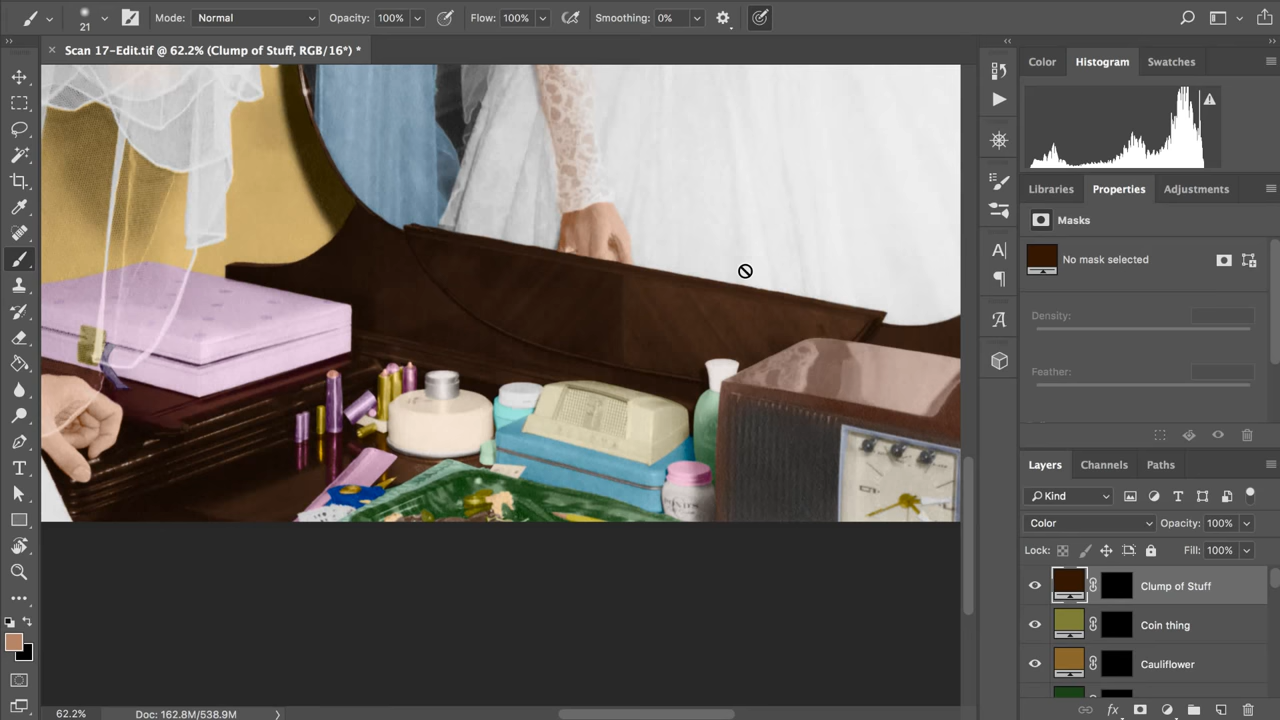 21 Mode: Normal Opacity: 100% Flow: 100% Smoothing: 0%
× Scan 17-Edit.tif @ 62.2% (Clump of Stuff, RGB/16*) *
Color Histogram Swatches
Libraries Properties Adjustments
Masks
No mask selected
Density:
Feather:
Layers Channels Paths
Kind
Color Opacity: 100%
Lock: Fill: 100%
Clump of Stuff
Coin thing
Cauliflower
62.2% Doc: 162.8M/538.9M